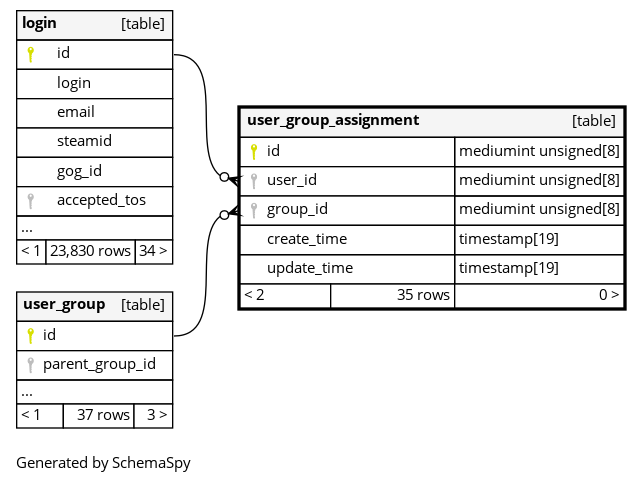 login [table]
id
login
email
steamid
gog_id
accepted_tos
...
< 1 23,830 rows 34 >
user_group_assignment [table]
id mediumint unsigned[8]
user_id mediumint unsigned[8]
group_id mediumint unsigned[8]
create_time timestamp[19]
update_time timestamp[19]
< 2 35 rows 0 >
user_group [table]
id
parent_group_id
...
< 1 37 rows 3 >
Generated by SchemaSpy